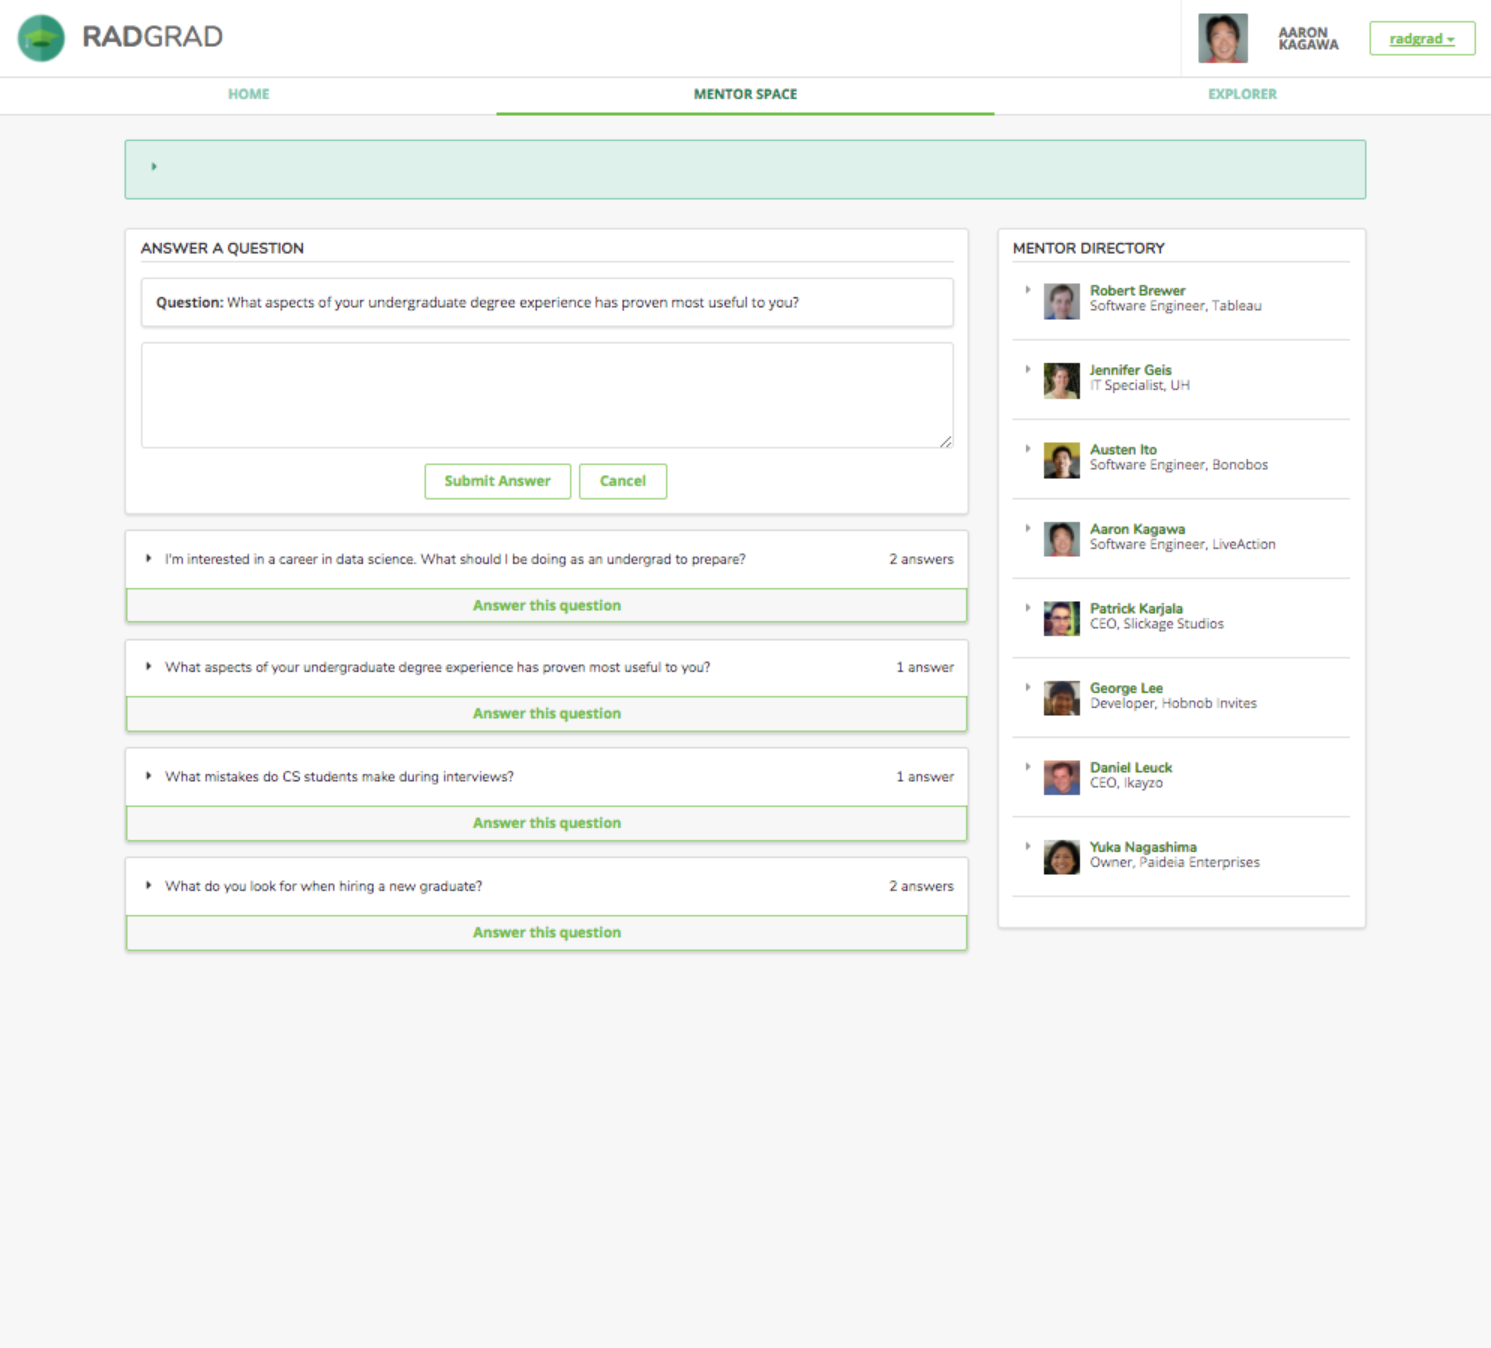 RADGRAD
AARON
KAGAWA
radgrad
HOME
MENTOR SPACE
EXPLORER
ANSWER A QUESTION
Question: What aspects of your undergraduate degree experience has proven most useful to you?
Submit Answer
Cancel
I'm interested in a career in data science. What should I be doing as an undergrad to prepare?
2 answers
Answer this question
What aspects of your undergraduate degree experience has proven most useful to you?
1 answer
Answer this question
What mistakes do CS students make during interviews?
1 answer
Answer this question
What do you look for when hiring a new graduate?
2 answers
Answer this question
MENTOR DIRECTORY
Robert Brewer
Software Engineer, Tableau
Jennifer Geis
IT Specialist, UH
Austen Ito
Software Engineer, Bonobos
Aaron Kagawa
Software Engineer, LiveAction
Patrick Karjala
CEO, Slickage Studios
George Lee
Developer, Hobnob Invites
Daniel Leuck
CEO, Ikayzo
Yuka Nagashima
Owner, Paideia Enterprises